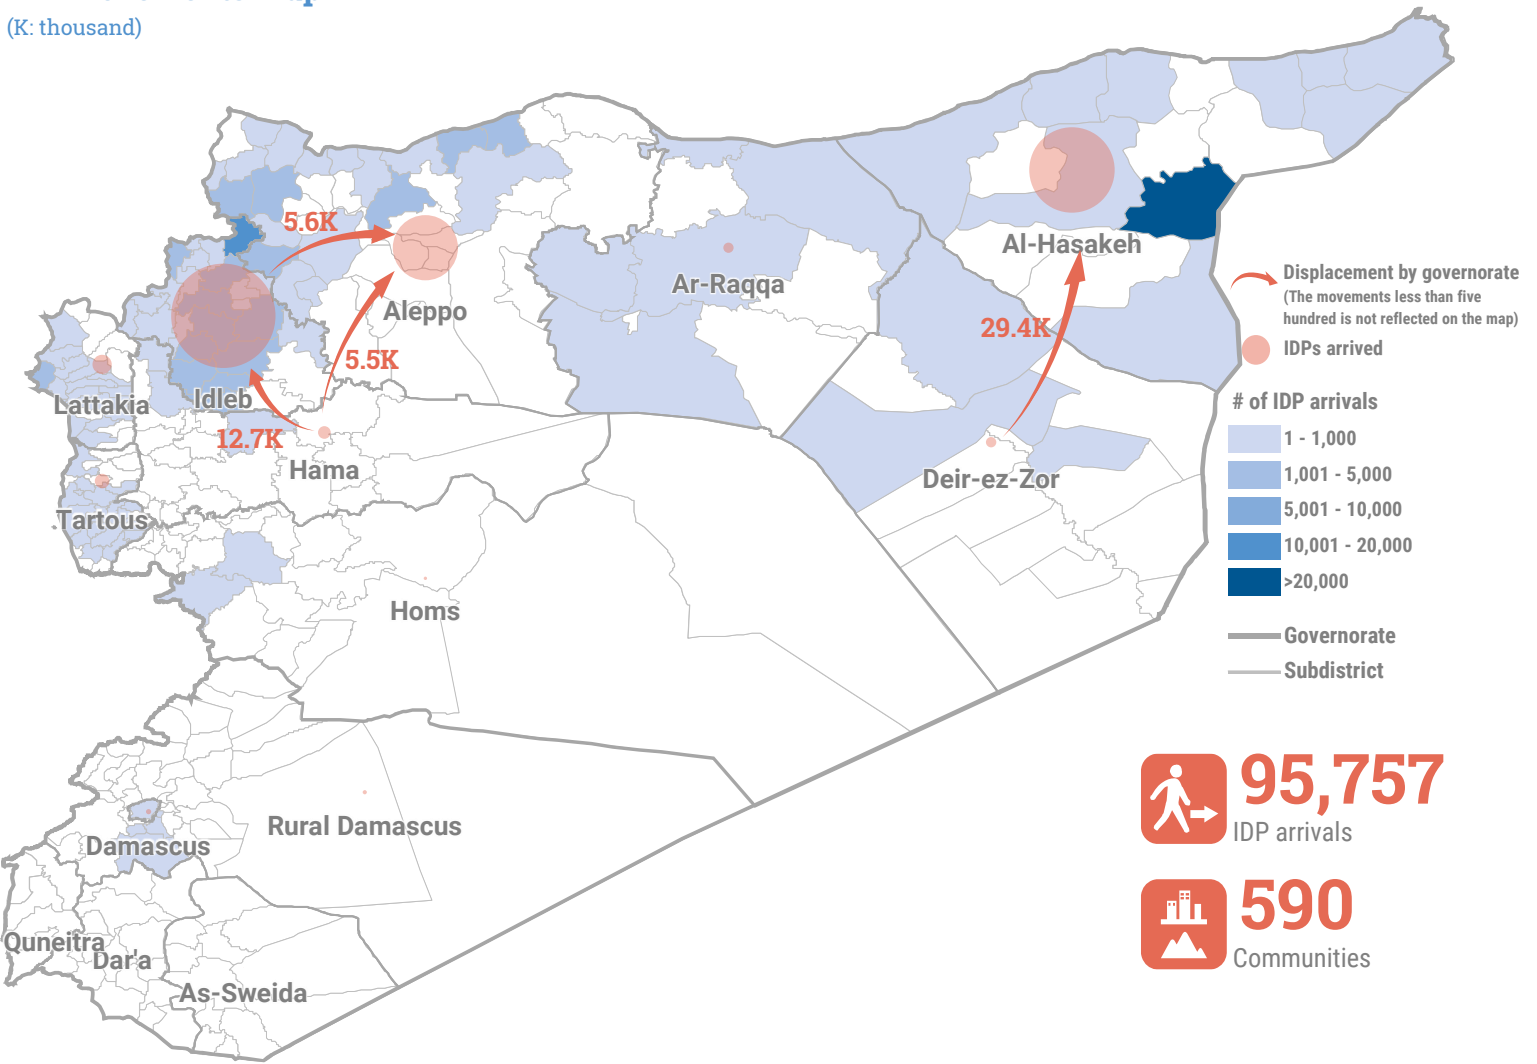 (K: thousand)
5.6K
Al-Hasakeh
Ar-Raqqa
Aleppo
29.4K
5.5K
Lattakia
Idleb
12.7K
Hama
Deir-ez-Zor
Tartous
Homs
Rural Damascus
Damascus
Quneitra
Dar'a
As-Sweida
Displacement by governorate
(The movements less than five
hundred is not reflected on the map)
IDPs arrived
# of IDP arrivals
1 - 1,000
1,001 - 5,000
5,001 - 10,000
10,001 - 20,000
>20,000
Governorate
Subdistrict
95,757
IDP arrivals
590
Communities